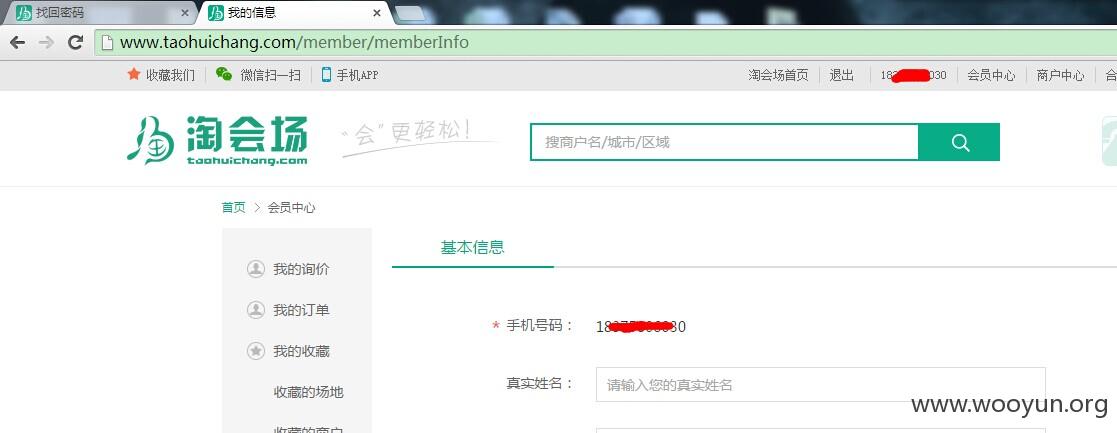 找回密码
我的信息
www.taohuichang.com/member/memberInfo
收藏我们 微信扫一扫 手机APP 淘会场首页 退出 18 030 会员中心 商户中心
淘会场
taohuichang.com
“会”更轻松!
搜商户名/城市/区域
首页 > 会员中心
我的询价
我的订单
我的收藏
收藏的场地
收藏的商户
基本信息
* 手机号码： 18 30
真实姓名： 请输入您的真实姓名
www.wooyun.org